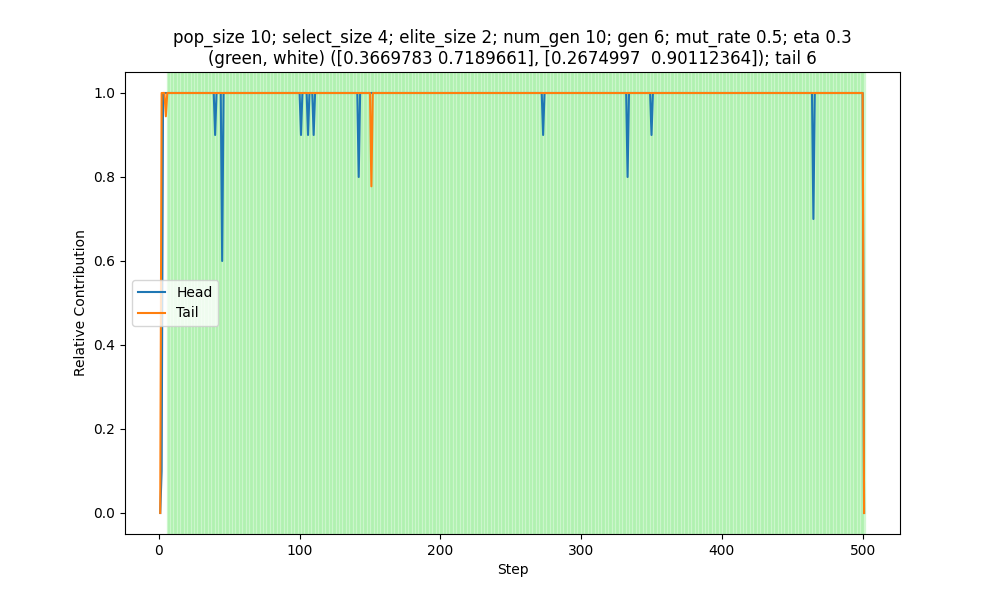 pop_size 10; select_size 4; elite_size 2; num_gen 10; gen 6; mut_rate 0.5; eta 0.3
(green, white) ([0.3669783 0.7189661], [0.2674997  0.90112364]); tail 6
1.0
0.8
0.6
0.4
0.2
0.0
Relative Contribution
Head
Tail
0
100
200
300
400
500
Step